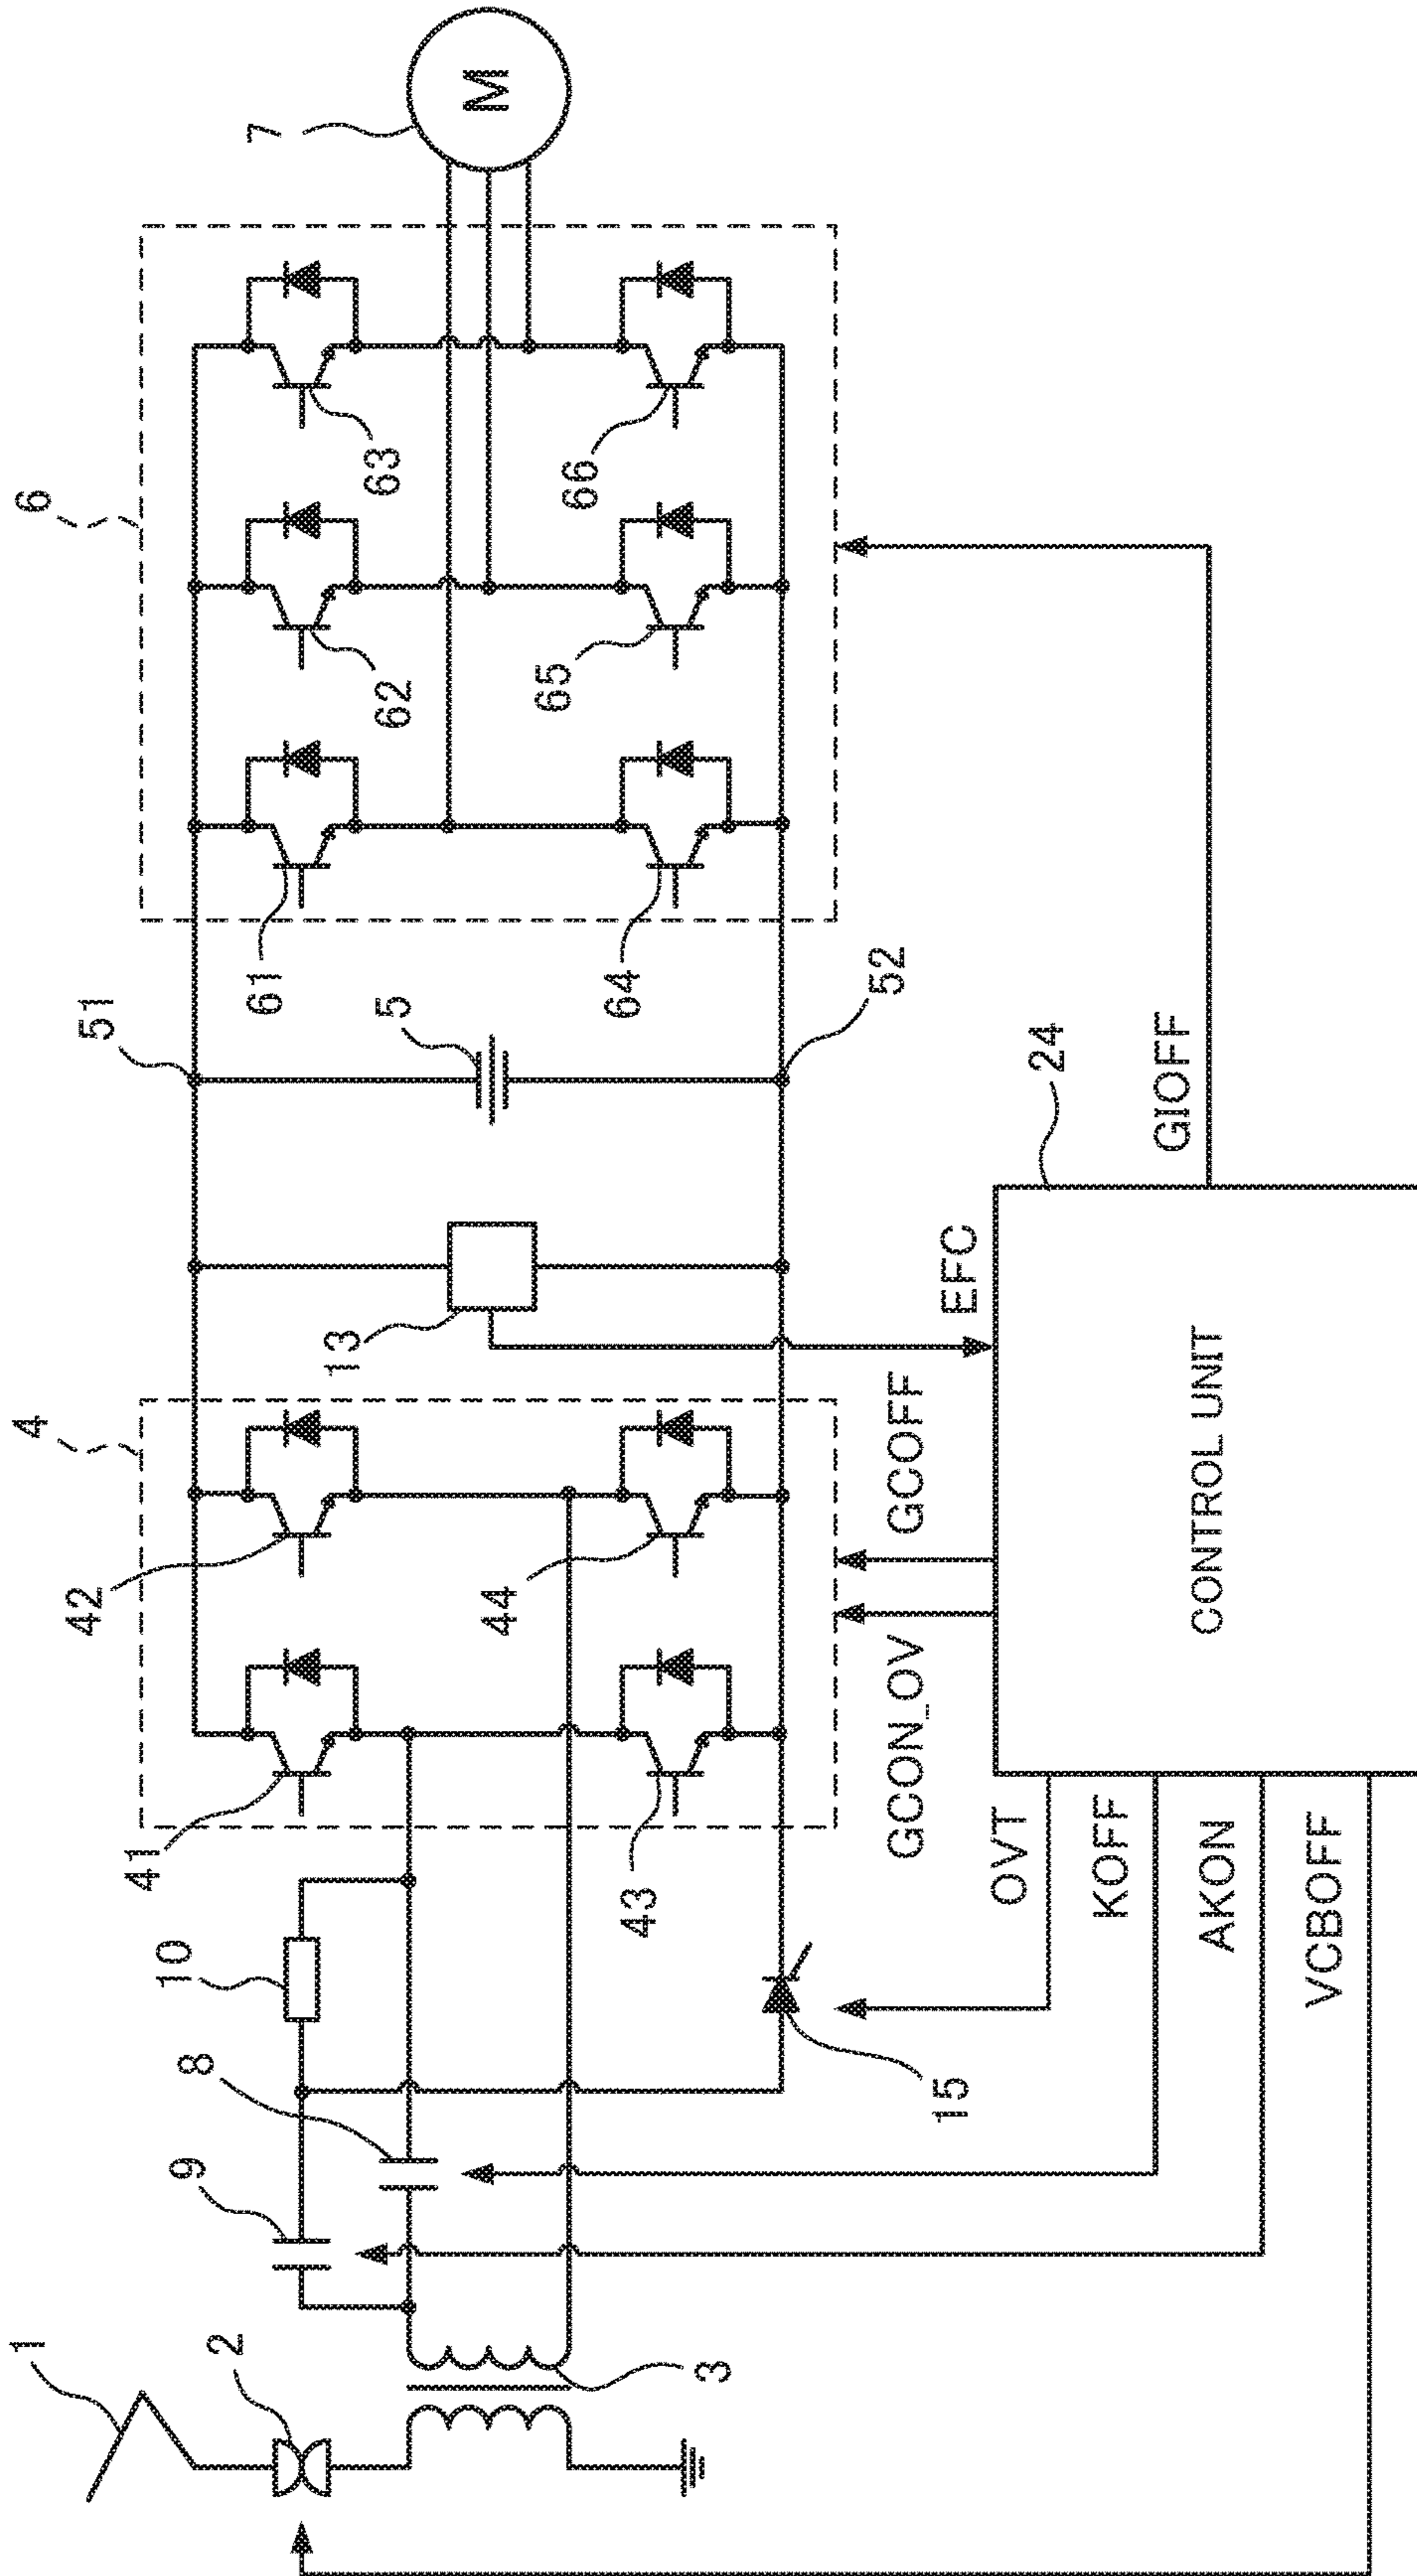 1
2
3
9
8
10
15
4
41
42
43
44
13
51
5
52
6
61
62
63
64
65
66
7
M
24
CONTROL UNIT
EFC
GCOFF
GCON_OV
GIOFF
OVT
KOFF
AKON
VCBOFF